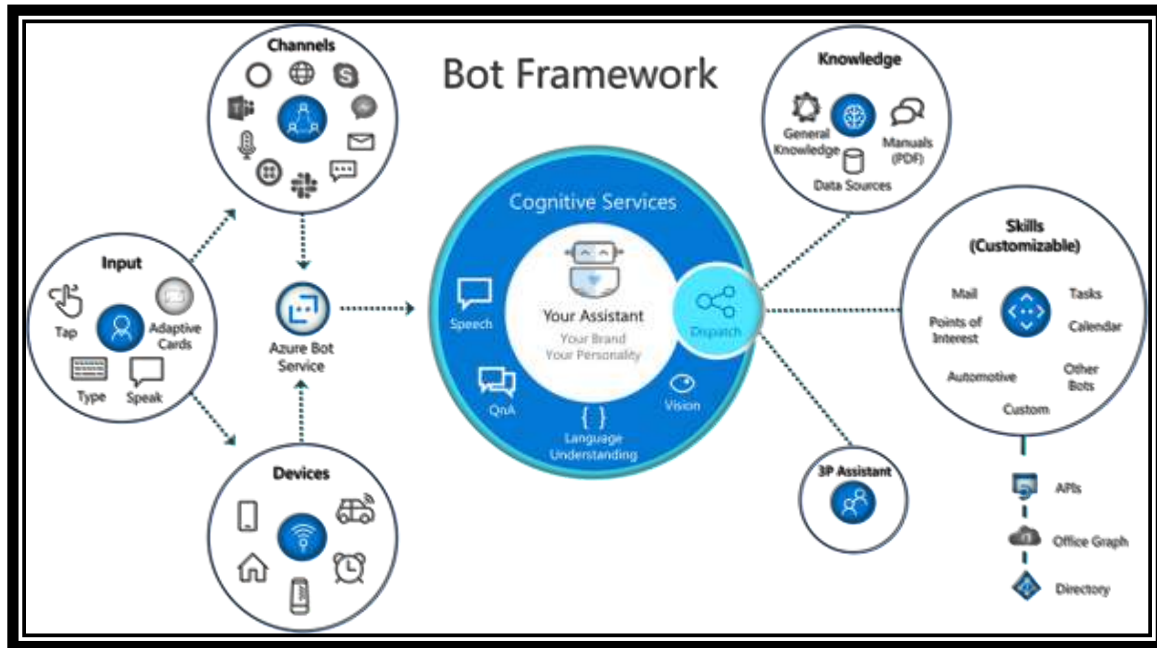 Bot Framework
Channels
Input
Tap
Adaptive
Cards
Type
Speak
Azure Bot
Service
Devices
Cognitive Services
Speech
Your Assistant
Your Brand
Your Personality
Dispatch
QnA
Vision
{ }
Language
Understanding
Knowledge
General
Knowledge
Manuals
(PDF)
Data Sources
Skills
(Customizable)
Mail
Tasks
Points of
Interest
Calendar
Automotive
Other
Bots
Custom
3P Assistant
APIs
Office Graph
Directory